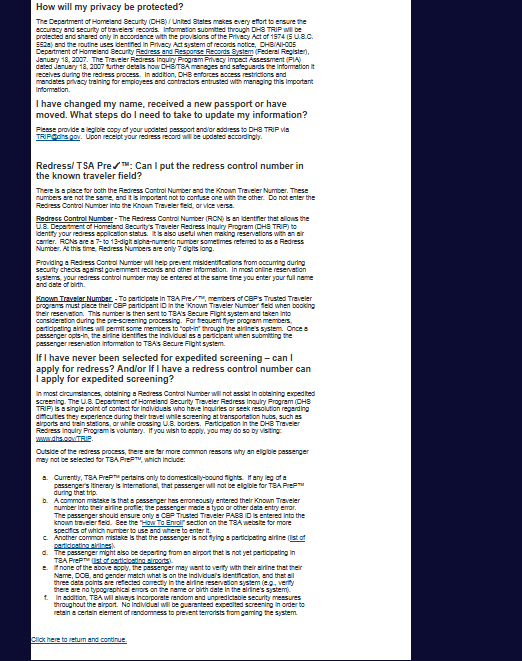 How will my privacy be protected?
The Department of Homeland Security (DHS) / United States makes every effort to ensure the
accuracy and security of travelers' records. Information submitted through DHS TRIP will be
protected and shared only in accordance with the provisions of the Privacy Act of 1974 (5 U.S.C.
552a) and the routine uses identified in Privacy Act system of records notice, DHS/All-005
Department of Homeland Security Redress and Response Records System (Federal Register),
January 18, 2007. The Traveler Redress Inquiry Program Privacy Impact Assessment (PIA)
dated January 18, 2007 further details how DHS/TSA manages and safeguards the information it
receives during the redress process. In addition, DHS enforces access restrictions and
mandates privacy training for employees and contractors entrusted with managing this important
information.
I have changed my name, received a new passport or have
moved. What steps do I need to take to update my information?
Please provide a legible copy of your updated passport and/or address to DHS TRIP via
TRIP@dhs.gov. Upon receipt your redress record will be updated accordingly.
Redress/ TSA Pre✓™: Can I put the redress control number in
the known traveler field?
There is a place for both the Redress Control Number and the Known Traveler Number. These
numbers are not the same, and it is important not to confuse one with the other. Do not enter the
Redress Control Number into the Known Traveler field, or vice versa.
Redress Control Number - The Redress Control Number (RCN) is an identifier that allows the
U.S. Department of Homeland Security's Traveler Redress Inquiry Program (DHS TRIP) to
verify your redress application status. It is also useful when making reservations with an air
carrier. RCNs are a 7- to 13-digit alpha-numeric number sometimes referred to as a Redress
Number. At this time, Redress Numbers are only 7 digits long.
Providing a Redress Control Number will help prevent misidentifications from occurring during
security checks against government records and other information. In most online reservation
systems, your redress control number may be entered at the same time you enter your full name
and date of birth.
Known Traveler Number - To participate in TSA Pre✓™, members of CBP's Trusted Traveler
programs must place their CBP participant ID in the 'Known Traveler Number' field when booking
their reservation. This number is then sent to TSA's Secure Flight system and taken into
consideration during the pre-screening processing. For frequent flyer program members,
participating airlines will permit some members to "opt-in" through the airline's system. Once a
passenger opts-in, the airline identifies the individual as a participant when submitting the
passenger reservation information to TSA's Secure Flight system.
If I have never been selected for expedited screening – can I
apply for redress? And/or If I have a redress control number can
I apply for expedited screening?
In most circumstances, obtaining a Redress Control Number will not assist in obtaining expedited
screening. The U.S. Department of Homeland Security Traveler Redress Inquiry Program (DHS
TRIP) is a single point of contact for individuals who have inquiries or seek resolution regarding
difficulties they experience during their travel while screening at transportation hubs, such as
airports and train stations, or while crossing U.S. borders. Participation in the DHS Traveler
Redress Inquiry Program is voluntary. If you wish to apply, you may do so by visiting:
www.dhs.gov/TRIP.
Outside of the redress process, there are far more common reasons why an eligible passenger
may not be selected for TSA PreP™, which include:
a. Currently, TSA PreP™ pertains only to domestically-bound flights. If any leg of a
passenger's itinerary is international, that passenger will not be eligible for TSA PreP™
during that trip.
b. A common mistake is that a passenger has erroneously entered their Known Traveler
number into their airline profile; the passenger made a typo or other data entry error.
The passenger should ensure only a CBP Trusted Traveler PASS ID is entered into the
known traveler field. See the "How To Enroll" section on the TSA website for more
specifics of which number to use and where to enter it.
c. Another common mistake is that the passenger is not flying a participating airline (list of
participating airlines).
d. The passenger might also be departing from an airport that is not yet participating in
TSA PreP™ (list of participating airports).
e. If none of the above apply, the passenger may want to verify with their airline that their
Name, DOB, and gender match what is on the individual's identification, and that all
three data points are reflected correctly in the airline reservation system (e.g., verify
there are no typographical errors on the name or birth date in the airline's system).
f. In addition, TSA will always incorporate random and unpredictable security measures
throughout the airport. No individual will be guaranteed expedited screening in order to
retain a certain element of randomness to prevent terrorists from gaming the system.
Click here to return and continue.